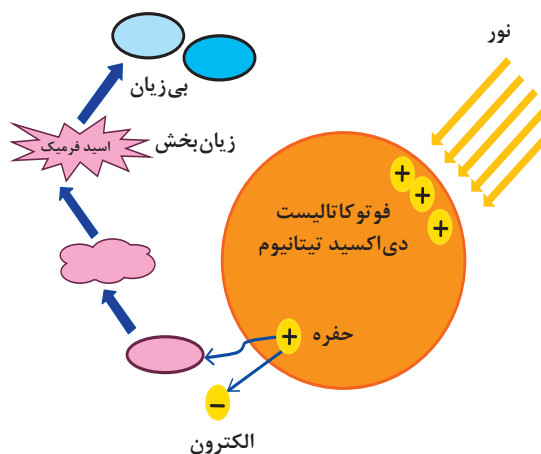 نور
بی‌زیان
زیان‌بخش
اسید فرمیک
فوتوکاتالیست
دی‌اکسید تیتانیوم
+
+
+
حفره
+
−
الکترون